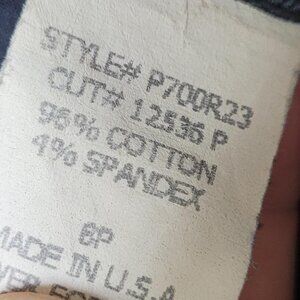 STYLE# P700R23
CUT# 12536 P
96% COTTON
4% SPANDEX
6P
MADE IN U.S.A